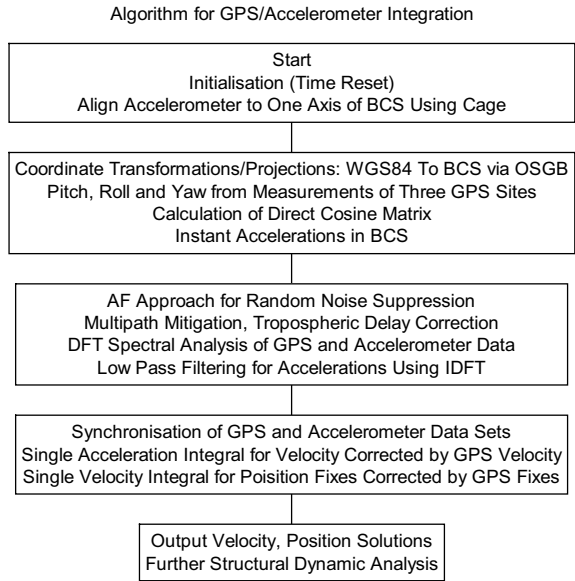 Algorithm for GPS/Accelerometer Integration
Start
Initialisation (Time Reset)
Align Accelerometer to One Axis of BCS Using Cage
Coordinate Transformations/Projections: WGS84 To BCS via OSGB
Pitch, Roll and Yaw from Measurements of Three GPS Sites
Calculation of Direct Cosine Matrix
Instant Accelerations in BCS
AF Approach for Random Noise Suppression
Multipath Mitigation, Tropospheric Delay Correction
DFT Spectral Analysis of GPS and Accelerometer Data
Low Pass Filtering for Accelerations Using IDFT
Synchronisation of GPS and Accelerometer Data Sets
Single Acceleration Integral for Velocity Corrected by GPS Velocity
Single Velocity Integral for Poisition Fixes Corrected by GPS Fixes
Output Velocity, Position Solutions
Further Structural Dynamic Analysis